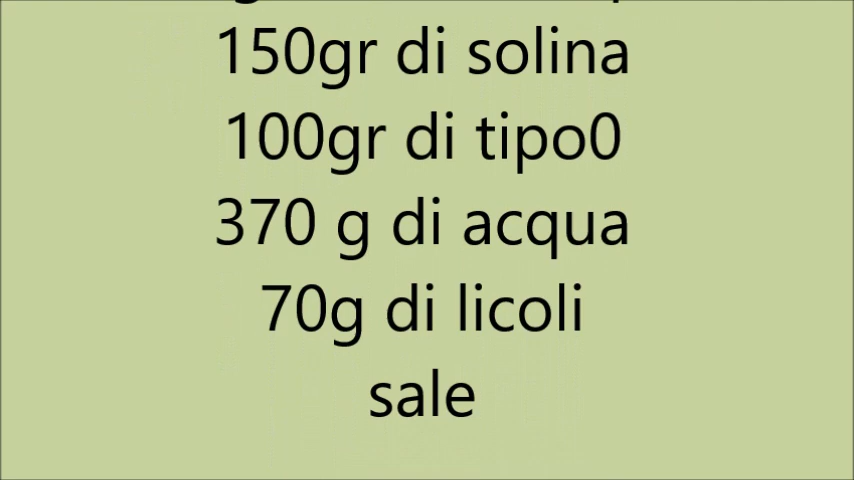 150gr di solina
100gr di tipo0
370 g di acqua
70g di licoli
sale